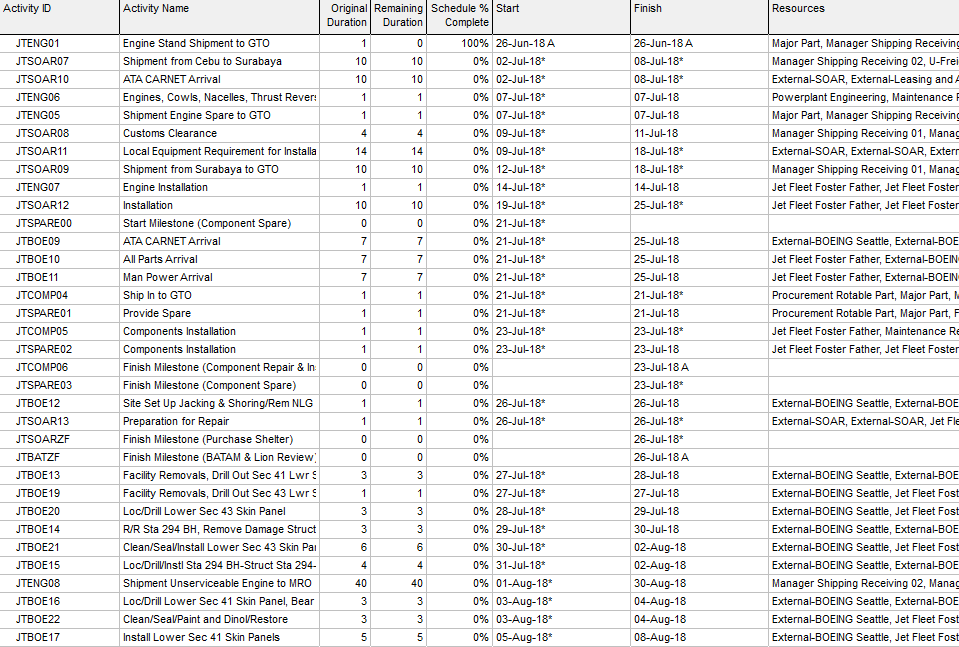 Activity ID Activity Name Original Duration Remaining Duration Schedule % Complete Start Finish Resources
JTENG01 Engine Stand Shipment to GTO 1 0 100% 26-Jun-18 A 26-Jun-18 A Major Part, Manager Shipping Receiving
JTSOAR07 Shipment from Cebu to Surabaya 10 10 0% 02-Jul-18* 08-Jul-18* Manager Shipping Receiving 02, U-Frei
JTSOAR10 ATA CARNET Arrival 10 10 0% 02-Jul-18* 08-Jul-18* External-SOAR, External-Leasing and A
JTENG06 Engines, Cowls, Nacelles, Thrust Revers 1 1 0% 07-Jul-18* 07-Jul-18 Powerplant Engineering, Maintenance
JTENG05 Shipment Engine Spare to GTO 1 1 0% 07-Jul-18* 07-Jul-18 Major Part, Manager Shipping Receiving
JTSOAR08 Customs Clearance 4 4 0% 09-Jul-18* 11-Jul-18 Manager Shipping Receiving 01, Manag
JTSOAR11 Local Equipment Requirement for Installa 14 14 0% 09-Jul-18* 18-Jul-18* External-SOAR, External-SOAR, Extern
JTSOAR09 Shipment from Surabaya to GTO 10 10 0% 12-Jul-18* 18-Jul-18* Manager Shipping Receiving 01, Manag
JTENG07 Engine Installation 1 1 0% 14-Jul-18* 14-Jul-18 Jet Fleet Foster Father, Jet Fleet Foster
JTSOAR12 Installation 10 10 0% 19-Jul-18* 25-Jul-18* Jet Fleet Foster Father, Jet Fleet Foster
JTSPARE00 Start Milestone (Component Spare) 0 0 0% 21-Jul-18*
JTBOE09 ATA CARNET Arrival 7 7 0% 21-Jul-18* 25-Jul-18 External-BOEING Seattle, External-BOE
JTBOE10 All Parts Arrival 7 7 0% 21-Jul-18* 25-Jul-18 Jet Fleet Foster Father, External-BOEIN
JTBOE11 Man Power Arrival 7 7 0% 21-Jul-18* 25-Jul-18 Jet Fleet Foster Father, External-BOEIN
JTCOMP04 Ship In to GTO 1 1 0% 21-Jul-18* 21-Jul-18* Procurement Rotable Part, Major Part, M
JTSPARE01 Provide Spare 1 1 0% 21-Jul-18* 21-Jul-18 Procurement Rotable Part, Major Part, F
JTCOMP05 Components Installation 1 1 0% 23-Jul-18* 23-Jul-18* Jet Fleet Foster Father, Maintenance Re
JTSPARE02 Components Installation 1 1 0% 23-Jul-18* 23-Jul-18 Jet Fleet Foster Father, Jet Fleet Foster
JTCOMP06 Finish Milestone (Component Repair & In 0 0 0% 23-Jul-18 A
JTSPARE03 Finish Milestone (Component Spare) 0 0 0% 23-Jul-18*
JTBOE12 Site Set Up Jacking & Shoring/Rem NLG 1 1 0% 26-Jul-18* 26-Jul-18 External-BOEING Seattle, External-BOE
JTSOAR13 Preparation for Repair 1 1 0% 26-Jul-18* 26-Jul-18* External-SOAR, External-SOAR, Jet Fle
JTSOARZF Finish Milestone (Purchase Shelter) 0 0 0% 26-Jul-18*
JTBATZF Finish Milestone (BATAM & Lion Review) 0 0 0% 26-Jul-18 A
JTBOE13 Facility Removals, Drill Out Sec 41 Lwr S 3 3 0% 27-Jul-18* 28-Jul-18 External-BOEING Seattle, External-BOE
JTBOE19 Facility Removals, Drill Out Sec 43 Lwr S 1 1 0% 27-Jul-18* 27-Jul-18 External-BOEING Seattle, Jet Fleet Fost
JTBOE20 Loc/Drill Lower Sec 43 Skin Panel 3 3 0% 28-Jul-18* 29-Jul-18 External-BOEING Seattle, Jet Fleet Fost
JTBOE14 R/R Sta 294 BH, Remove Damage Struct 3 3 0% 29-Jul-18* 30-Jul-18 External-BOEING Seattle, External-BOE
JTBOE21 Clean/Seal/Install Lower Sec 43 Skin Par 6 6 0% 30-Jul-18* 02-Aug-18 External-BOEING Seattle, Jet Fleet Fost
JTBOE15 Loc/Drill/Instl Sta 294 BH-Struct Sta 294- 4 4 0% 31-Jul-18* 02-Aug-18 External-BOEING Seattle, External-BOE
JTENG08 Shipment Unserviceable Engine to MRO 40 40 0% 01-Aug-18* 30-Aug-18 Manager Shipping Receiving 02, Manag
JTBOE16 Loc/Drill Lower Sec 41 Skin Panel, Bear 3 3 0% 03-Aug-18* 04-Aug-18 External-BOEING Seattle, External-BOE
JTBOE22 Clean/Seal/Paint and Dinol/Restore 3 3 0% 03-Aug-18* 04-Aug-18 External-BOEING Seattle, Jet Fleet Fost
JTBOE17 Install Lower Sec 41 Skin Panels 5 5 0% 05-Aug-18* 08-Aug-18 External-BOEING Seattle, External-BOE